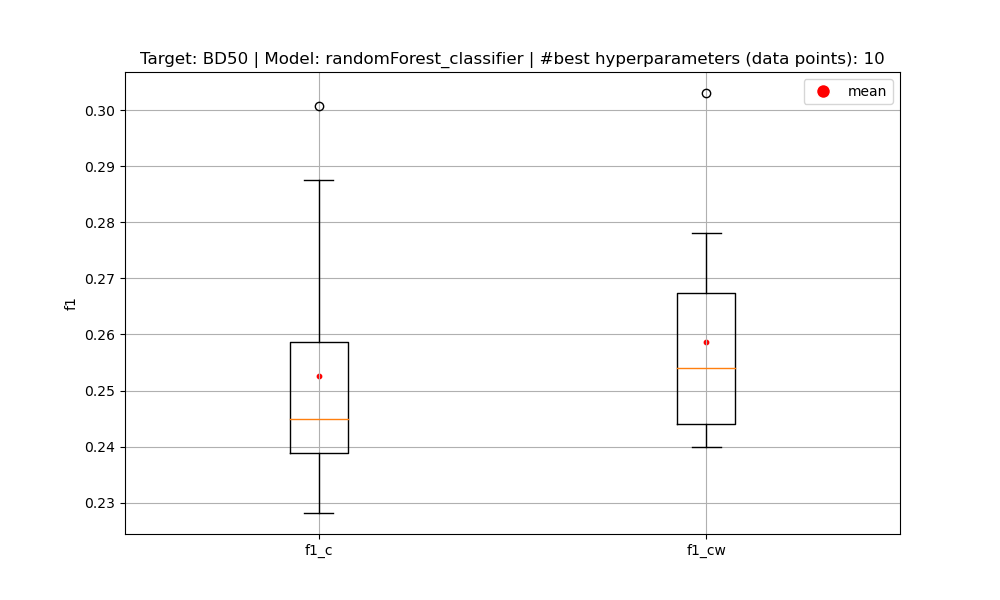 Target: BD50 | Model: randomForest_classifier | #best hyperparameters (data points): 10
mean
0.30
0.29
0.28
0.27
0.26
0.25
0.24
0.23
f1
f1_c
f1_cw